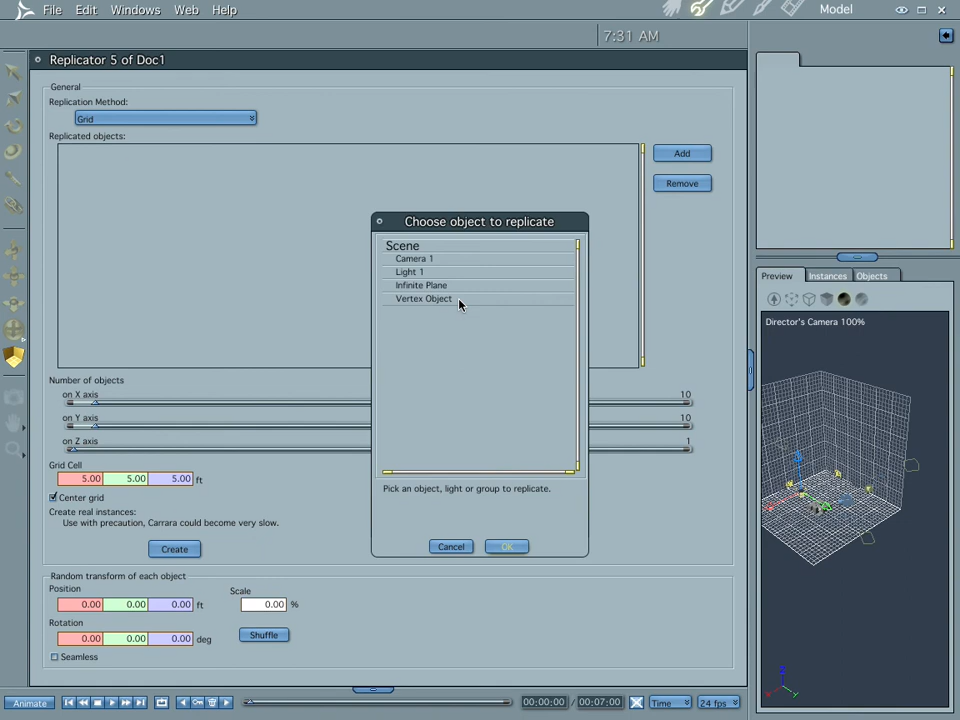 File Edit Windows Web Help Model
7:31 AM
Replicator 5 of Doc1
General
Replication Method:
Grid
Replicated objects:
Add
Remove
Choose object to replicate
Scene
Camera 1
Light 1
Infinite Plane
Vertex Object
Pick an object, light or group to replicate.
Cancel OK
Number of objects
on X axis 10
on Y axis 10
on Z axis 1
Grid Cell
5.00 5.00 5.00 ft
Center grid
Create real instances:
Use with precaution, Carrara could become very slow.
Create
Random transform of each object
Position
0.00 0.00 0.00 ft
Scale
0.00 %
Rotation
0.00 0.00 0.00 deg
Shuffle
Seamless
Preview Instances Objects
Director's Camera 100%
Z
X
Y
Animate 00:00:00 / 00:07:00 Time 24 fps